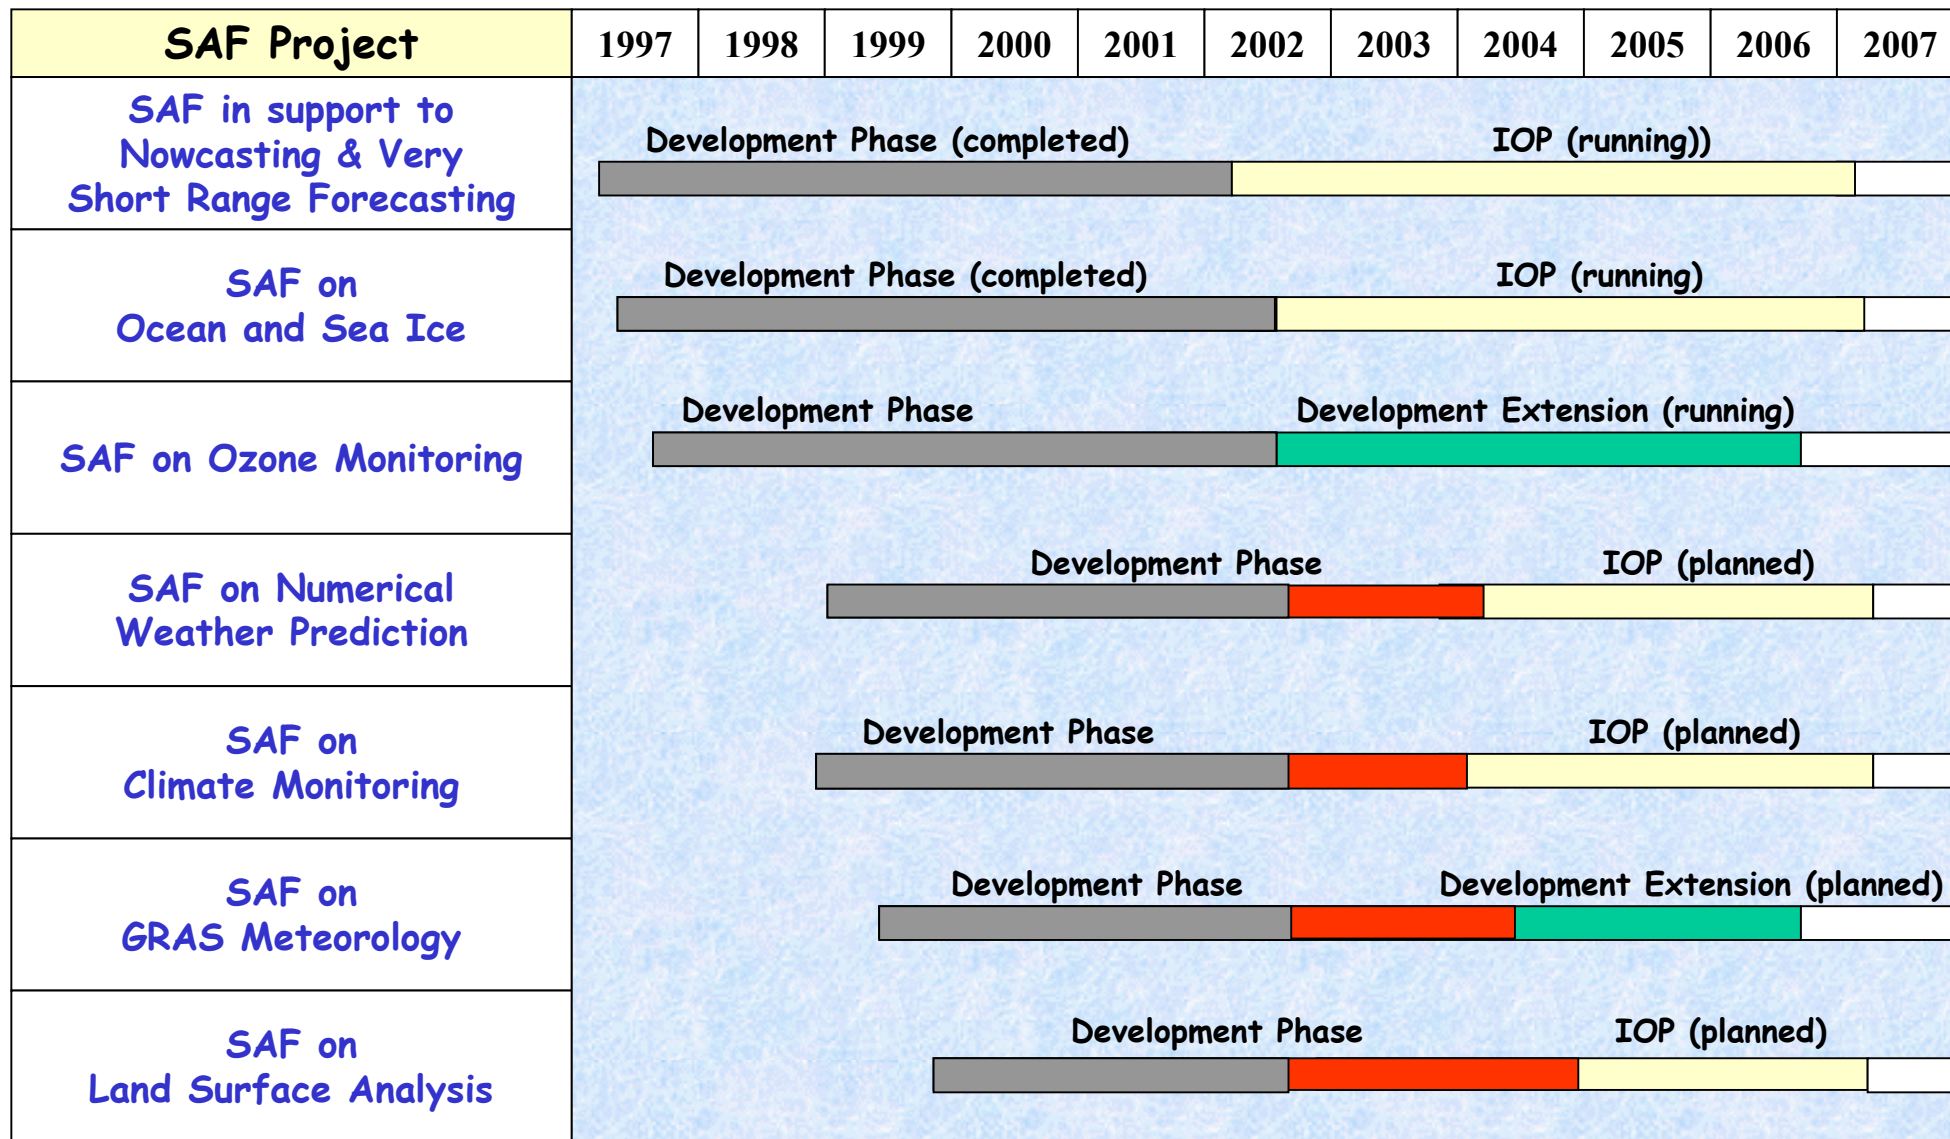 SAF Project 1997 1998 1999 2000 2001 2002 2003 2004 2005 2006 2007
SAF in support to
Nowcasting & Very
Short Range Forecasting
Development Phase (completed) IOP (running))
SAF on
Ocean and Sea Ice
Development Phase (completed) IOP (running)
SAF on Ozone Monitoring
Development Phase Development Extension (running)
SAF on Numerical
Weather Prediction
Development Phase IOP (planned)
SAF on
Climate Monitoring
Development Phase IOP (planned)
SAF on
GRAS Meteorology
Development Phase Development Extension (planned)
SAF on
Land Surface Analysis
Development Phase IOP (planned)